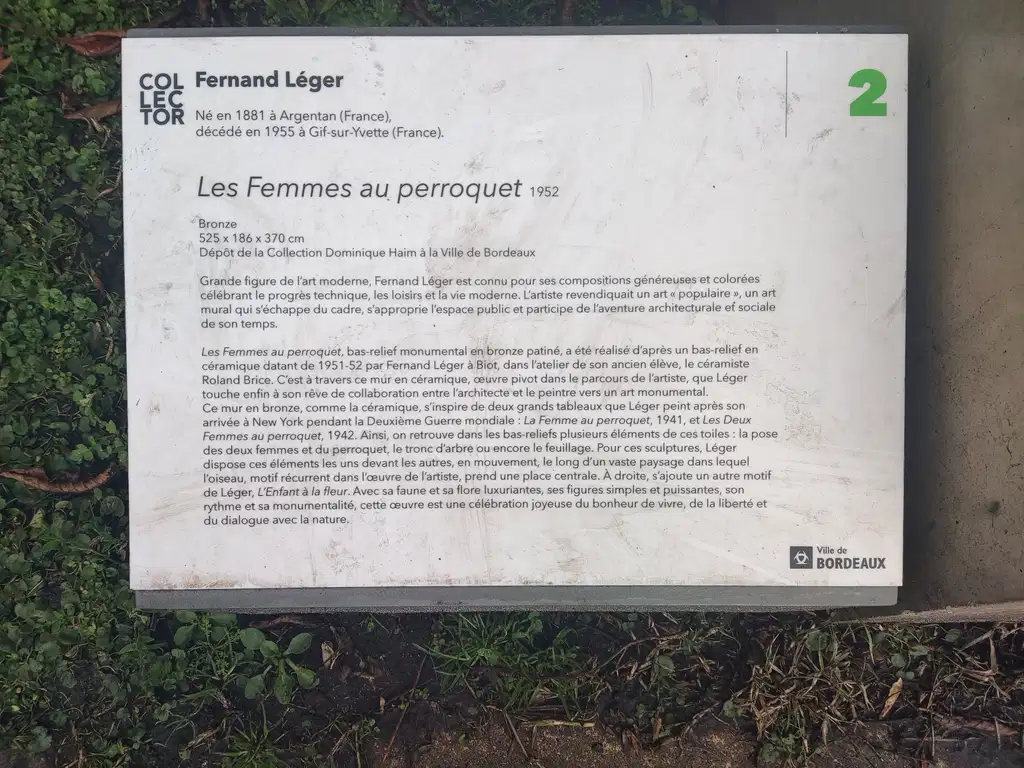 COL
LEC
TOR
Fernand Léger
2
Né en 1881 à Argentan (France),
décédé en 1955 à Gif-sur-Yvette (France).
Les Femmes au perroquet 1952
Bronze
525 x 186 x 370 cm
Dépôt de la Collection Dominique Haim à la Ville de Bordeaux
Grande figure de l'art moderne, Fernand Léger est connu pour ses compositions généreuses et colorées
célébrant le progrès technique, les loisirs et la vie moderne. L'artiste revendiquait un art « populaire », un art
mural qui s'échappe du cadre, s'approprie l'espace public et participe de l'aventure architecturale et sociale
de son temps.
Les Femmes au perroquet, bas-relief monumental en bronze patiné, a été réalisé d'après un bas-relief en
céramique datant de 1951-52 par Fernand Léger à Biot, dans l'atelier de son ancien élève, le céramiste
Roland Brice. C'est à travers ce mur en céramique, œuvre pivot dans le parcours de l'artiste, que Léger
touche enfin à son rêve de collaboration entre l'architecte et le peintre vers un art monumental.
Ce mur en bronze, comme la céramique, s'inspire de deux grands tableaux que Léger peint après son
arrivée à New York pendant la Deuxième Guerre mondiale : La Femme au perroquet, 1941, et Les Deux
Femmes au perroquet, 1942. Ainsi, on retrouve dans les bas-reliefs plusieurs éléments de ces toiles : la pose
des deux femmes et du perroquet, le tronc d'arbre ou encore le feuillage. Pour ces sculptures, Léger
dispose ces éléments les uns devant les autres, en mouvement, le long d'un vaste paysage dans lequel
l'oiseau, motif récurrent dans l'œuvre de l'artiste, prend une place centrale. À droite, s'ajoute un autre motif
de Léger, L'Enfant à la fleur. Avec sa faune et sa flore luxuriantes, ses figures simples et puissantes, son
rythme et sa monumentalité, cette œuvre est une célébration joyeuse du bonheur de vivre, de la liberté et
du dialogue avec la nature.
Ville de
BORDEAUX